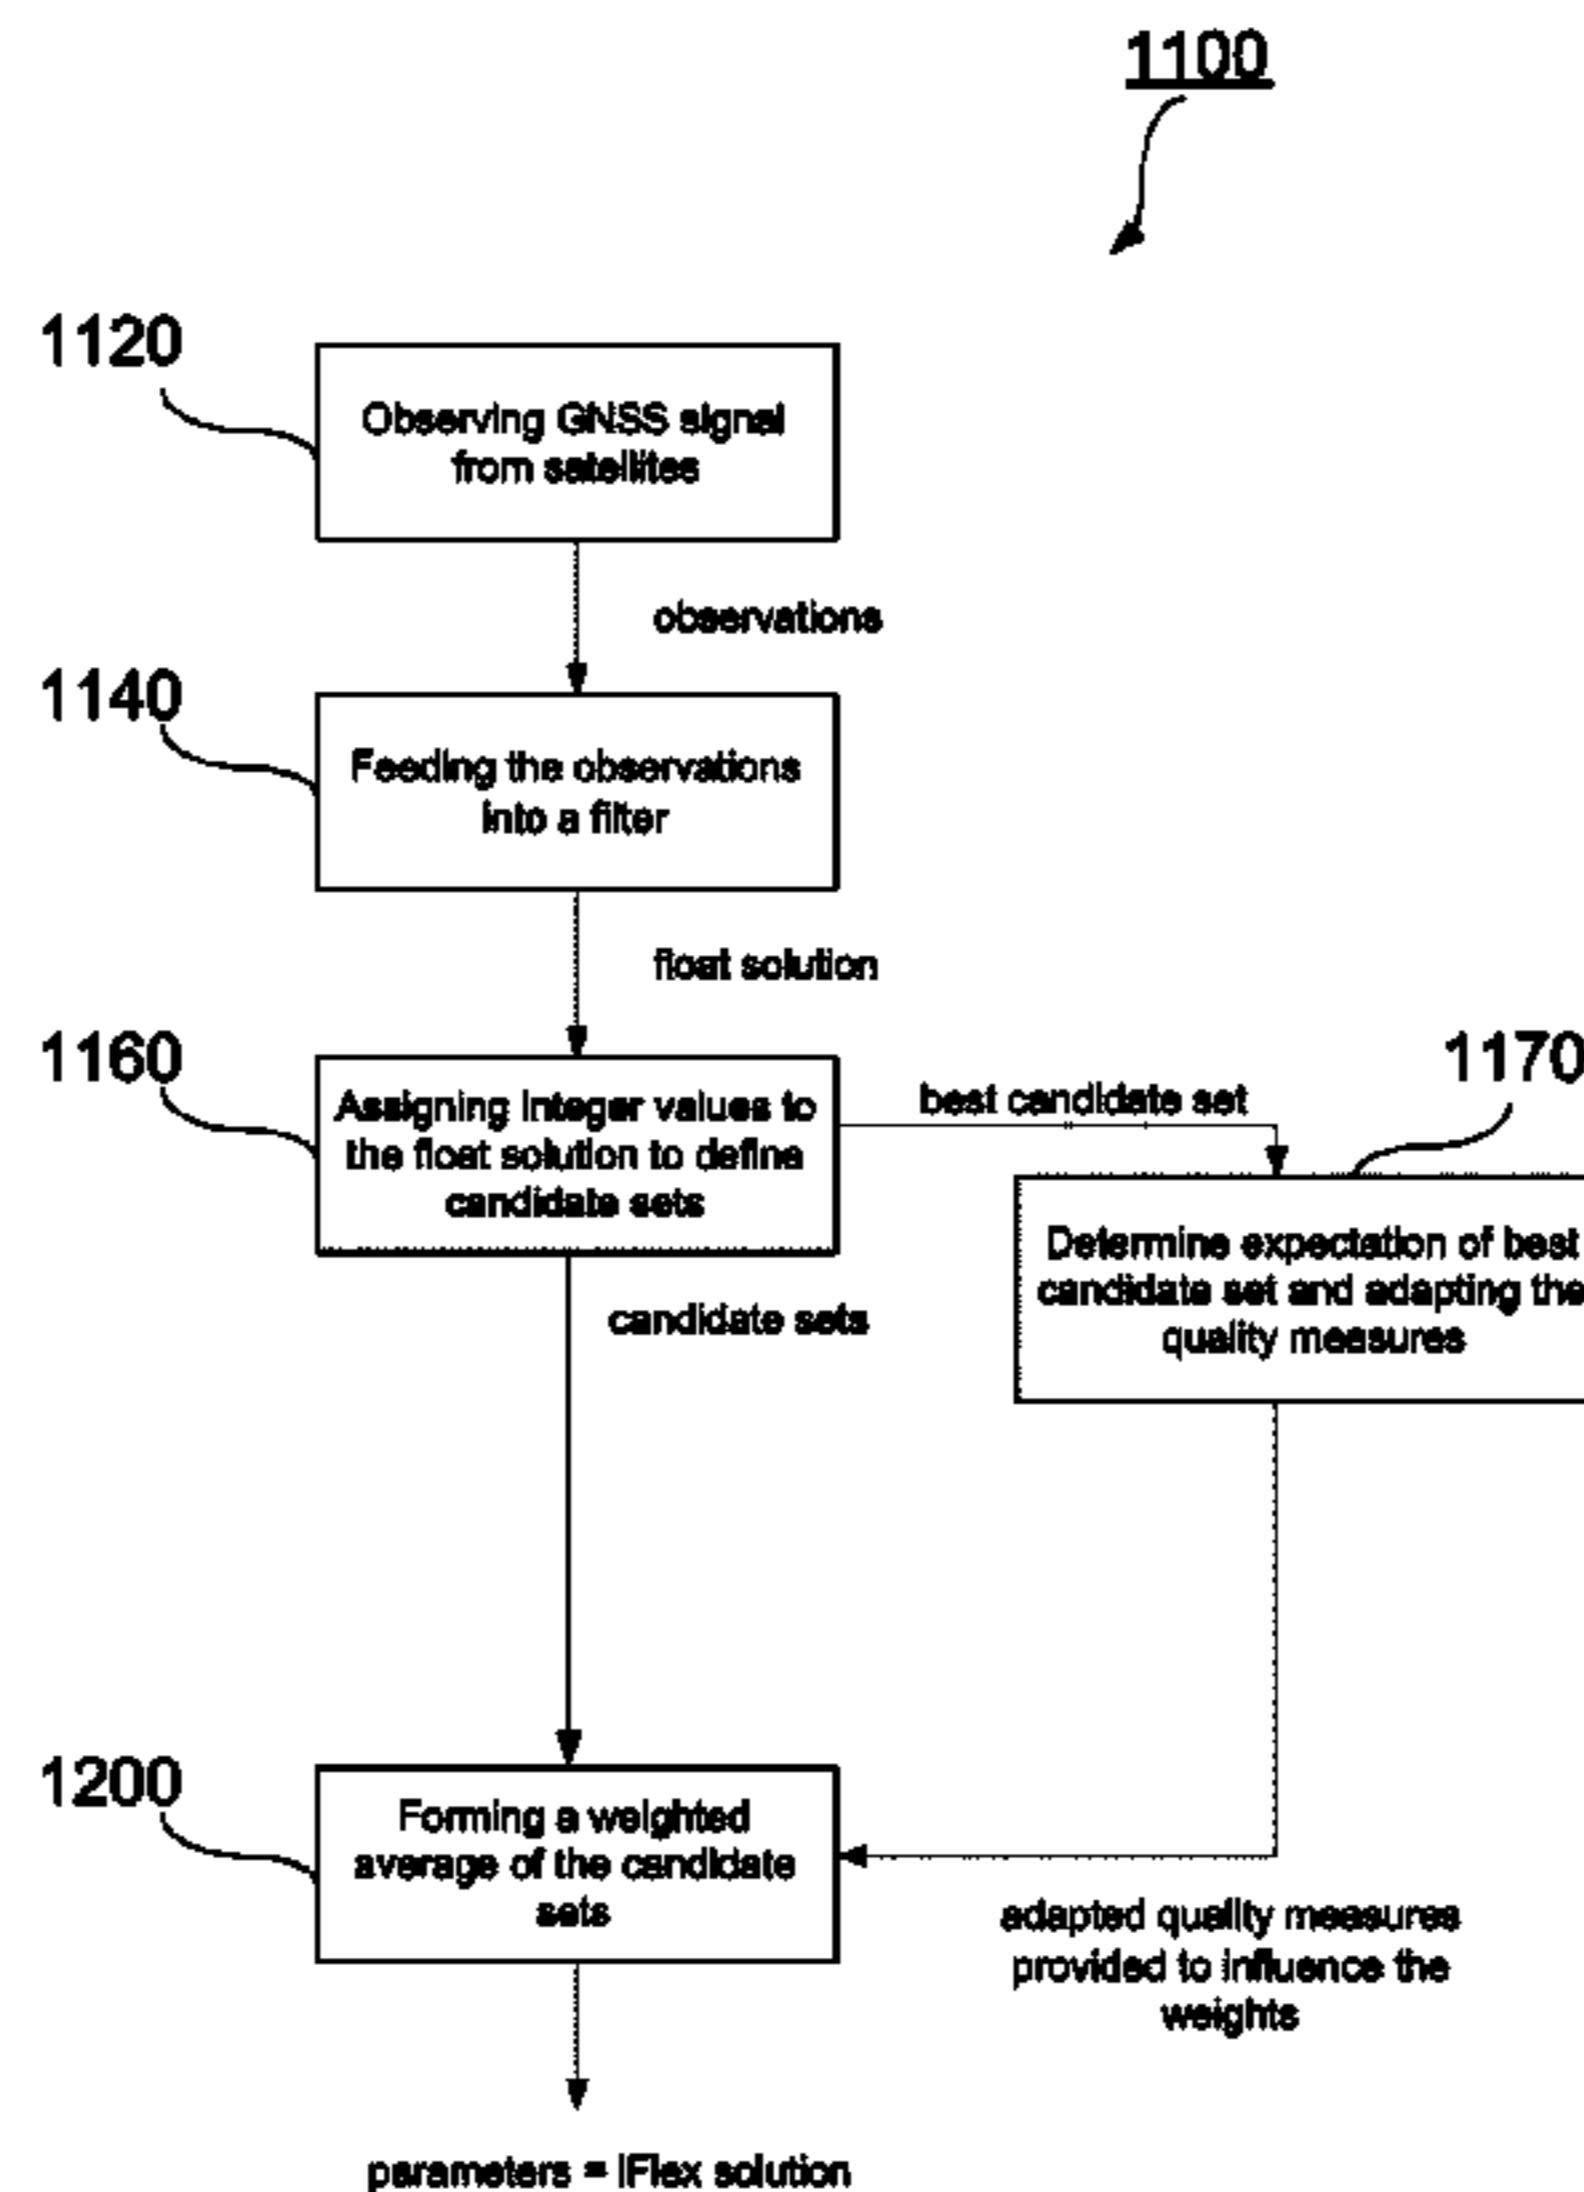 1100
1120
Observing GNSS signal
from satellites
observations
1140
Feeding the observations
into a filter
float solution
1160
Assigning integer values to
the float solution to define
candidate sets
best candidate set
1170
Determine expectation of best
candidate set and adapting the
quality measures
candidate sets
1200
Forming a weighted
average of the candidate
sets
adapted quality measures
provided to influence the
weights
parameters = iFlex solution